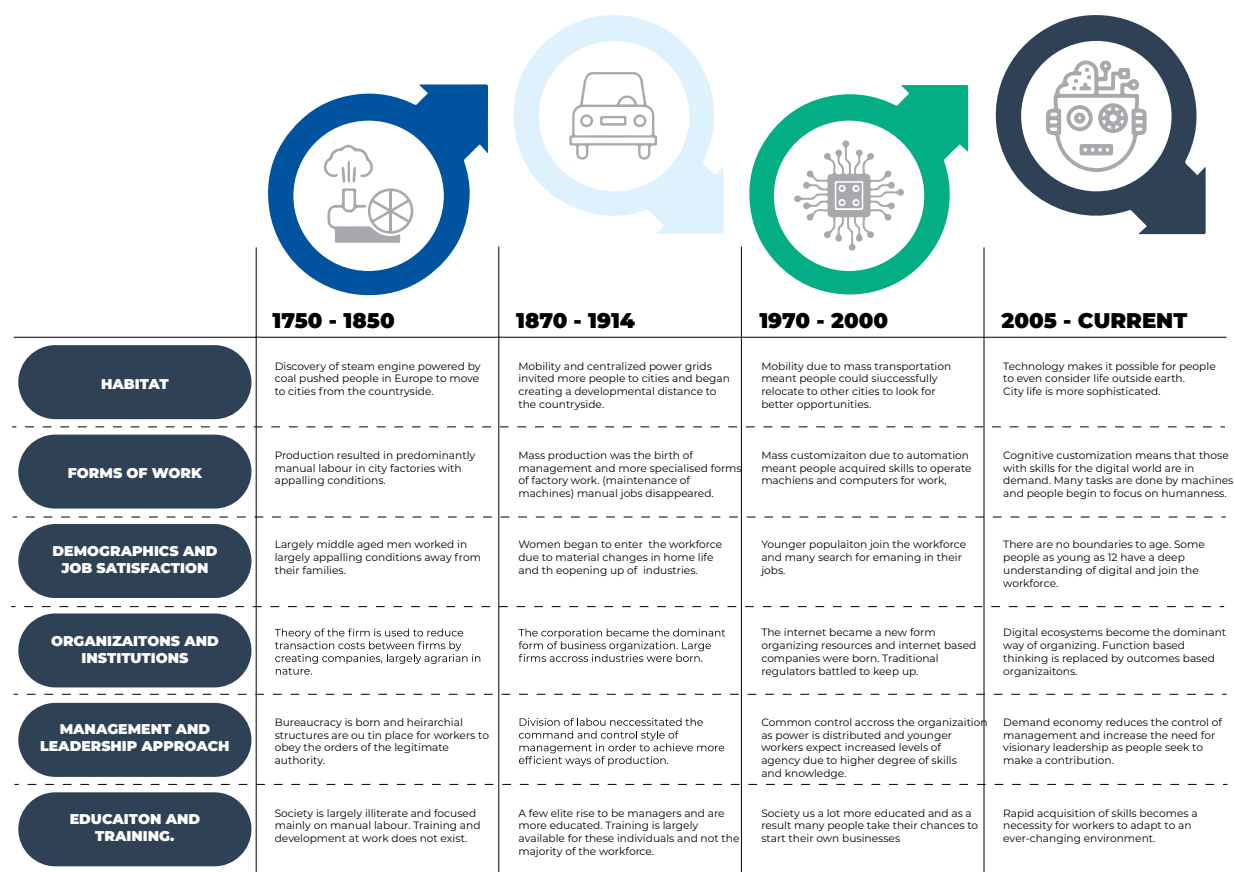 1750 - 1850
1870 - 1914
1970 - 2000
2005 - CURRENT
HABITAT
Discovery of steam engine powered by
coal pushed people in Europe to move
to cities from the countryside.
Mobility and centralized power grids
invited more people to cities and began
creating a developmental distance to
the countryside.
Mobility due to mass transportation
meant people could siuccessfully
relocate to other cities to look for
better opportunities.
Technology makes it possible for people
to even consider life outside earth.
City life is more sophisticated.
FORMS OF WORK
Production resulted in predominantly
manual labour in city factories with
appalling conditions.
Mass production was the birth of
management and more specialised forms
of factory work. (maintenance of
machines) manual jobs disappeared.
Mass customizaiton due to automation
meant people acquired skills to operate
machiens and computers for work,
Cognitive customization means that those
with skills for the digital world are in
demand. Many tasks are done by machines
and people begin to focus on humanness.
DEMOGRAPHICS AND
JOB SATISFACTION
Largely middle aged men worked in
largely appalling conditions away from
their families.
Women began to enter the workforce
due to material changes in home life
and th eopening up of industries.
Younger populaiton join the workforce
and many search for emaning in their
jobs.
There are no boundaries to age. Some
people as young as 12 have a deep
understanding of digital and join the
workforce.
ORGANIZAITONS AND
INSTITUTIONS
Theory of the firm is used to reduce
transaction costs between firms by
creating companies, largely agrarian in
nature.
The corporation became the dominant
form of business organization. Large
firms accross industries were born.
The internet became a new form
organizing resources and internet based
companies were born. Traditional
regulators battled to keep up.
Digital ecosystems become the dominant
way of organizing. Function based
thinking is replaced by outcomes based
organizaitons.
MANAGEMENT AND
LEADERSHIP APPROACH
Bureaucracy is born and heirarchial
structures are ou tin place for workers to
obey the orders of the legitimate
authority.
Division of labou neccessitated the
command and control style of
management in order to achieve more
efficient ways of production.
Common control accross the organizaition
as power is distributed and younger
workers expect increased levels of
agency due to higher degree of skills
and knowledge.
Demand economy reduces the control of
management and increase the need for
visionary leadership as people seek to
make a contribution.
EDUCAITON AND
TRAINING.
Society is largely illiterate and focused
mainly on manual labour. Training and
development at work does not exist.
A few elite rise to be managers and are
more educated. Training is largely
available for these individuals and not the
majority of the workforce.
Society us a lot more educated and as a
result many people take their chances to
start their own businesses
Rapid acquisition of skills becomes a
necessity for workers to adapt to an
ever-changing environment.